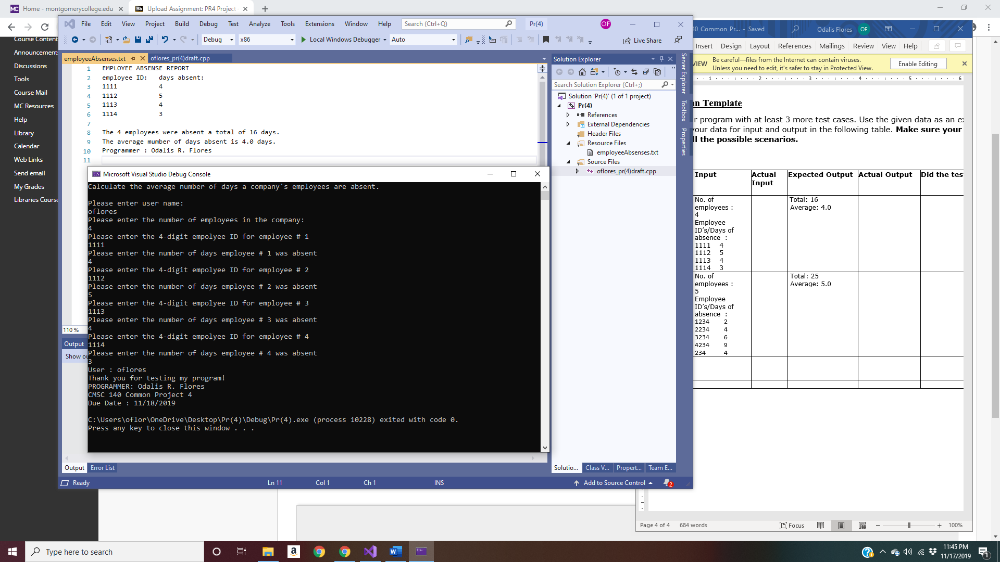 Home - montgomerycollege.edu
Upload Assignment: PR4 Project
Course Content
Announcement
Discussions
Tools
Course Mail
MC Resources
Help
Library
Calendar
Web Links
Send email
My Grades
Libraries Course
File Edit View Project Build Debug Test Analyze Tools Extensions Window Help Search (Ctrl+Q) Pr(4) OF
Debug x86 Local Windows Debugger Auto Live Share
employeeAbsenses.txt oflores_pr(4)draft.cpp
1 EMPLOYEE ABSENSE REPORT
2 employee ID: days absent:
3 1111 4
4 1112 5
5 1113 4
6 1114 3
7
8 The 4 employees were absent a total of 16 days.
9 The average mumber of days absent is 4.0 days.
10 Programmer : Odalis R. Flores
11
110 %
Output
Show ou
Microsoft Visual Studio Debug Console
Calculate the average number of days a company's employees are absent.
Please enter user name:
oflores
Please enter the number of employees in the company:
4
Please enter the 4-digit empolyee ID for employee # 1
1111
Please enter the number of days employee # 1 was absent
4
Please enter the 4-digit empolyee ID for employee # 2
1112
Please enter the number of days employee # 2 was absent
5
Please enter the 4-digit empolyee ID for employee # 3
1113
Please enter the number of days employee # 3 was absent
4
Please enter the 4-digit empolyee ID for employee # 4
1114
Please enter the number of days employee # 4 was absent
3
User : oflores
Thank you for testing my program!
PROGRAMMER: Odalis R. Flores
CMSC 140 Common Project 4
Due Date : 11/18/2019
C:\Users\oflor\OneDrive\Desktop\Pr(4)\Debug\Pr(4).exe (process 10228) exited with code 0.
Press any key to close this window . . .
Output Error List
Ready Ln 11 Col 1 Ch 1 INS Add to Source Control 2
Solution Explorer
Search Solution Explorer (Ctrl+;)
Solution 'Pr(4)' (1 of 1 project)
Pr(4)
References
External Dependencies
Header Files
Resource Files
employeeAbsenses.txt
Source Files
oflores_pr(4)draft.cpp
Solutio... Class V... Propert... Team E...
Server Explorer
Toolbox
Properties
40_Common_Pr... - Saved Odalis Flores OF
Insert Design Layout References Mailings Review View Help
VIEW Be careful—files from the Internet can contain viruses.
Unless you need to edit, it's safer to stay in Protected View.
Enable Editing
1 2 3 4 5 6
an Template
r program with at least 3 more test cases. Use the given data as an ex
your data for input and output in the following table. Make sure your
ll the possible scenarios.
Input Actual Input Expected Output Actual Output Did the tes
No. of
employees :
4
Employee
ID's/Days of
absence :
1111 4
1112 5
1113 4
1114 3
Total: 16
Average: 4.0
No. of
employees :
5
Employee
ID's/Days of
absence :
1234 2
2234 4
3234 6
4234 9
234 4
Total: 25
Average: 5.0
Page 4 of 4 684 words Focus 100%
Type here to search
11:45 PM
11/17/2019
1